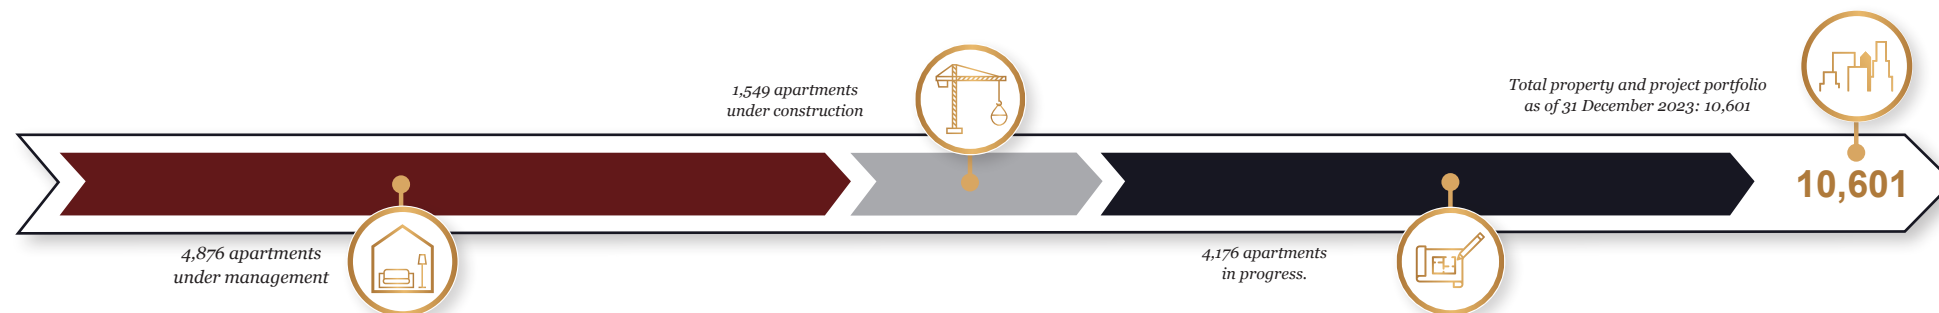 1,549 apartments
under construction
Total property and project portfolio
as of 31 December 2023: 10,601
10,601
4,876 apartments
under management
4,176 apartments
in progress.